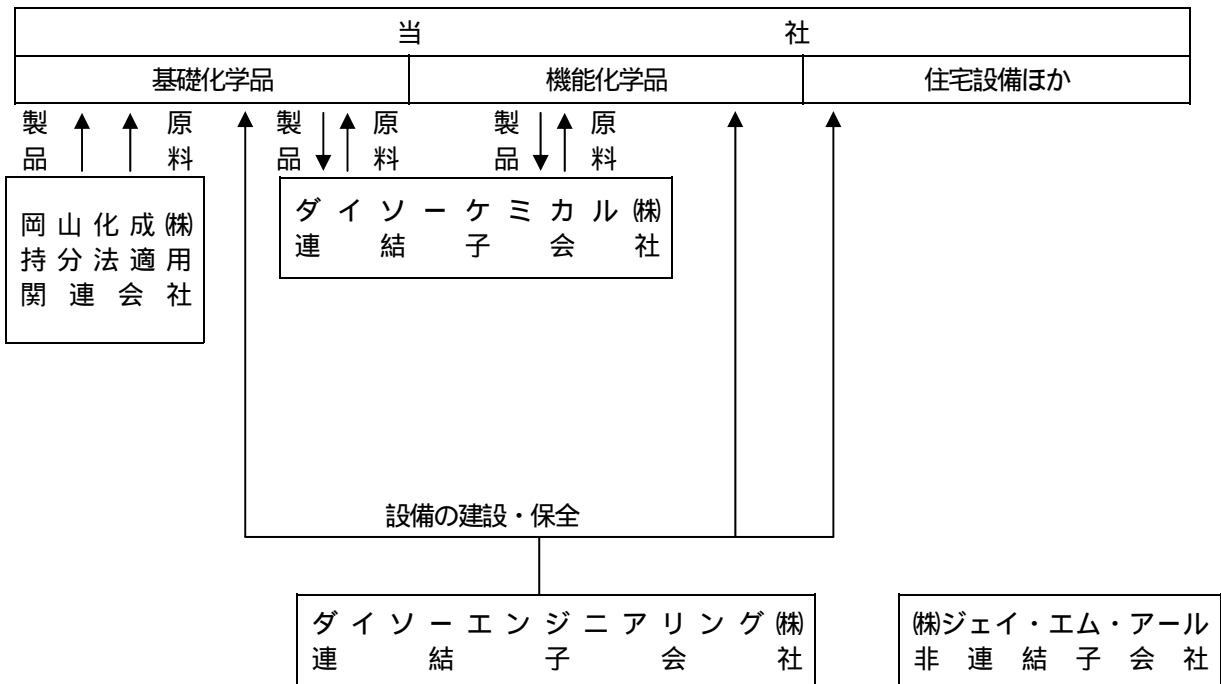 当社
基礎化学品 機能化学品 住宅設備ほか
製品 原料 製品 原料 製品 原料
岡山化成㈱
持分法適用
関連会社
ダイソーケミカル㈱
連結子会社
設備の建設・保全
ダイソーエンジニアリング㈱
連結子会社
㈱ジェイ・エム・アール
非連結子会社